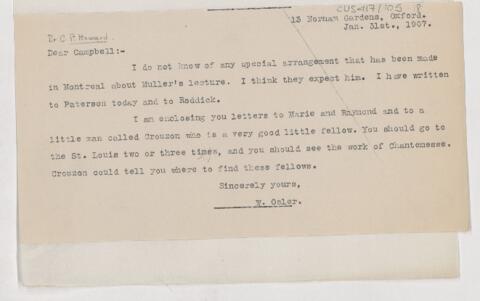 CUS417/105 8
13 Norham Gardens, Oxford.
Jan. 31st., 1907.
Dr C P Howard
Dear Campbell:-
I do not know of any special arrangement that has been made
in Montreal about Muller's lecture. I think they expect him. I have written
to Paterson today and to Roddick.
I am enclosing you letters to Marie and Raymond and to a
little man called Crouzon who is a very good little fellow. You should go to
the St. Louis two or three times, and you should see the work of Chantemesse.
Crouzon could tell you where to find these fellows.
Sincerely yours,
W. Osler.